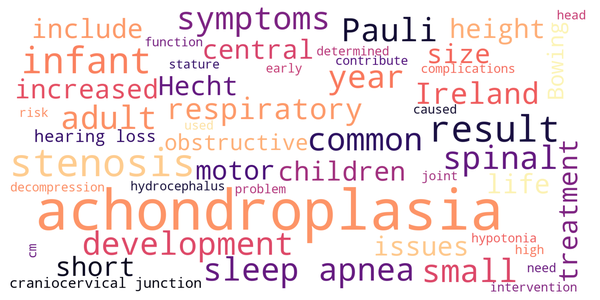 head
include
symptoms
Pauli
height
Bowing
function
central
determined
infant
stature
early
contribute
size
complications
increased
Hecht
year
Ireland
risk
adult
respiratory
caused
used
hearing loss
obstructive
common
result
stenosis
motor
children
spinal
treatment
decompression
hydrocephalus
problem
joint
life
achondroplasia
development
issues
hypotonia
high
cm
short
sleep apnea
small
need
craniocervical junction
intervention